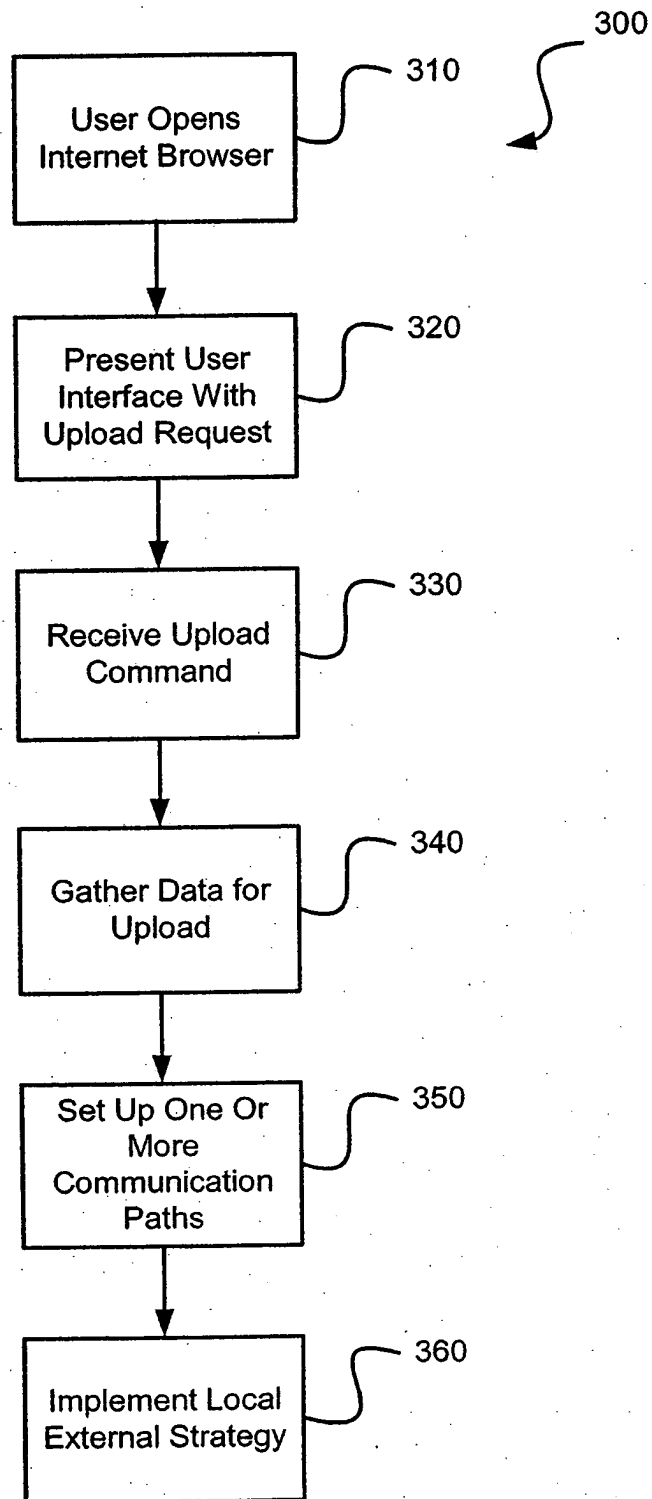 300
User Opens
Internet Browser
310
Present User
Interface With
Upload Request
320
Receive Upload
Command
330
Gather Data for
Upload
340
Set Up One Or
More
Communication
Paths
350
Implement Local
External Strategy
360